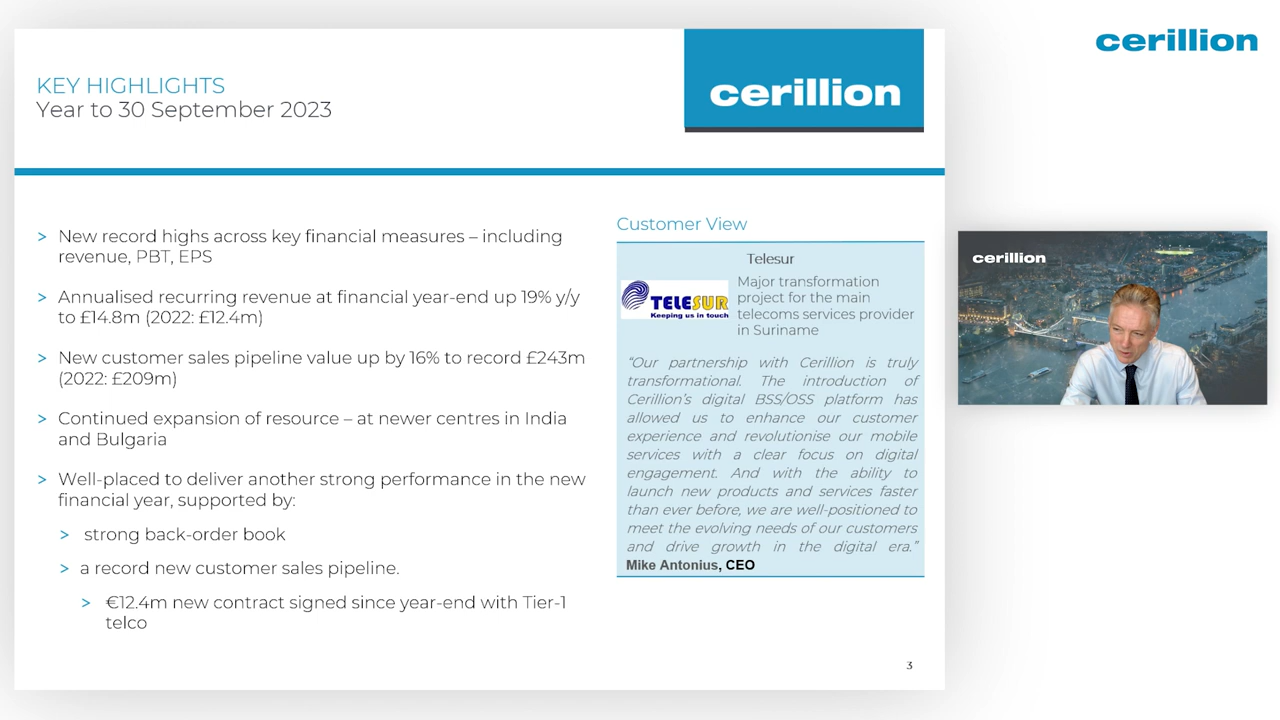 cerillion
KEY HIGHLIGHTS
Year to 30 September 2023
cerillion
> New record highs across key financial measures – including
revenue, PBT, EPS
> Annualised recurring revenue at financial year-end up 19% y/y
to £14.8m (2022: £12.4m)
> New customer sales pipeline value up by 16% to record £243m
(2022: £209m)
> Continued expansion of resource – at newer centres in India
and Bulgaria
> Well-placed to deliver another strong performance in the new
financial year, supported by:
> strong back-order book
> a record new customer sales pipeline.
> €12.4m new contract signed since year-end with Tier-1
telco
Customer View
Telesur
TELESUR
Keeping us in touch
Major transformation
project for the main
telecoms services provider
in Suriname
“Our partnership with Cerillion is truly
transformational. The introduction of
Cerillion’s digital BSS/OSS platform has
allowed us to enhance our customer
experience and revolutionise our mobile
services with a clear focus on digital
engagement. And with the ability to
launch new products and services faster
than ever before, we are well-positioned to
meet the evolving needs of our customers
and drive growth in the digital era.”
Mike Antonius, CEO
3
cerillion